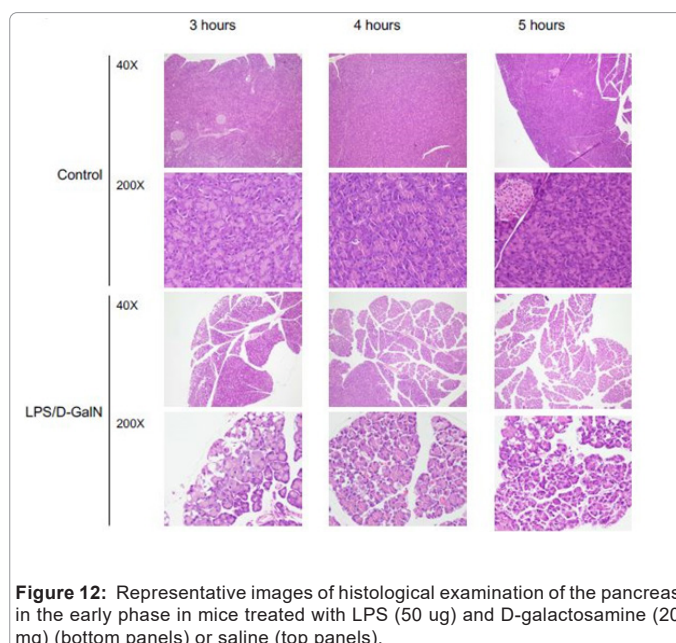 3 hours 4 hours 5 hours
40X
Control
200X
40X
LPS/D-GalN
200X
Figure 12: Representative images of histological examination of the pancreas
in the early phase in mice treated with LPS (50 ug) and D-galactosamine (20
mg) (bottom panels) or saline (top panels).